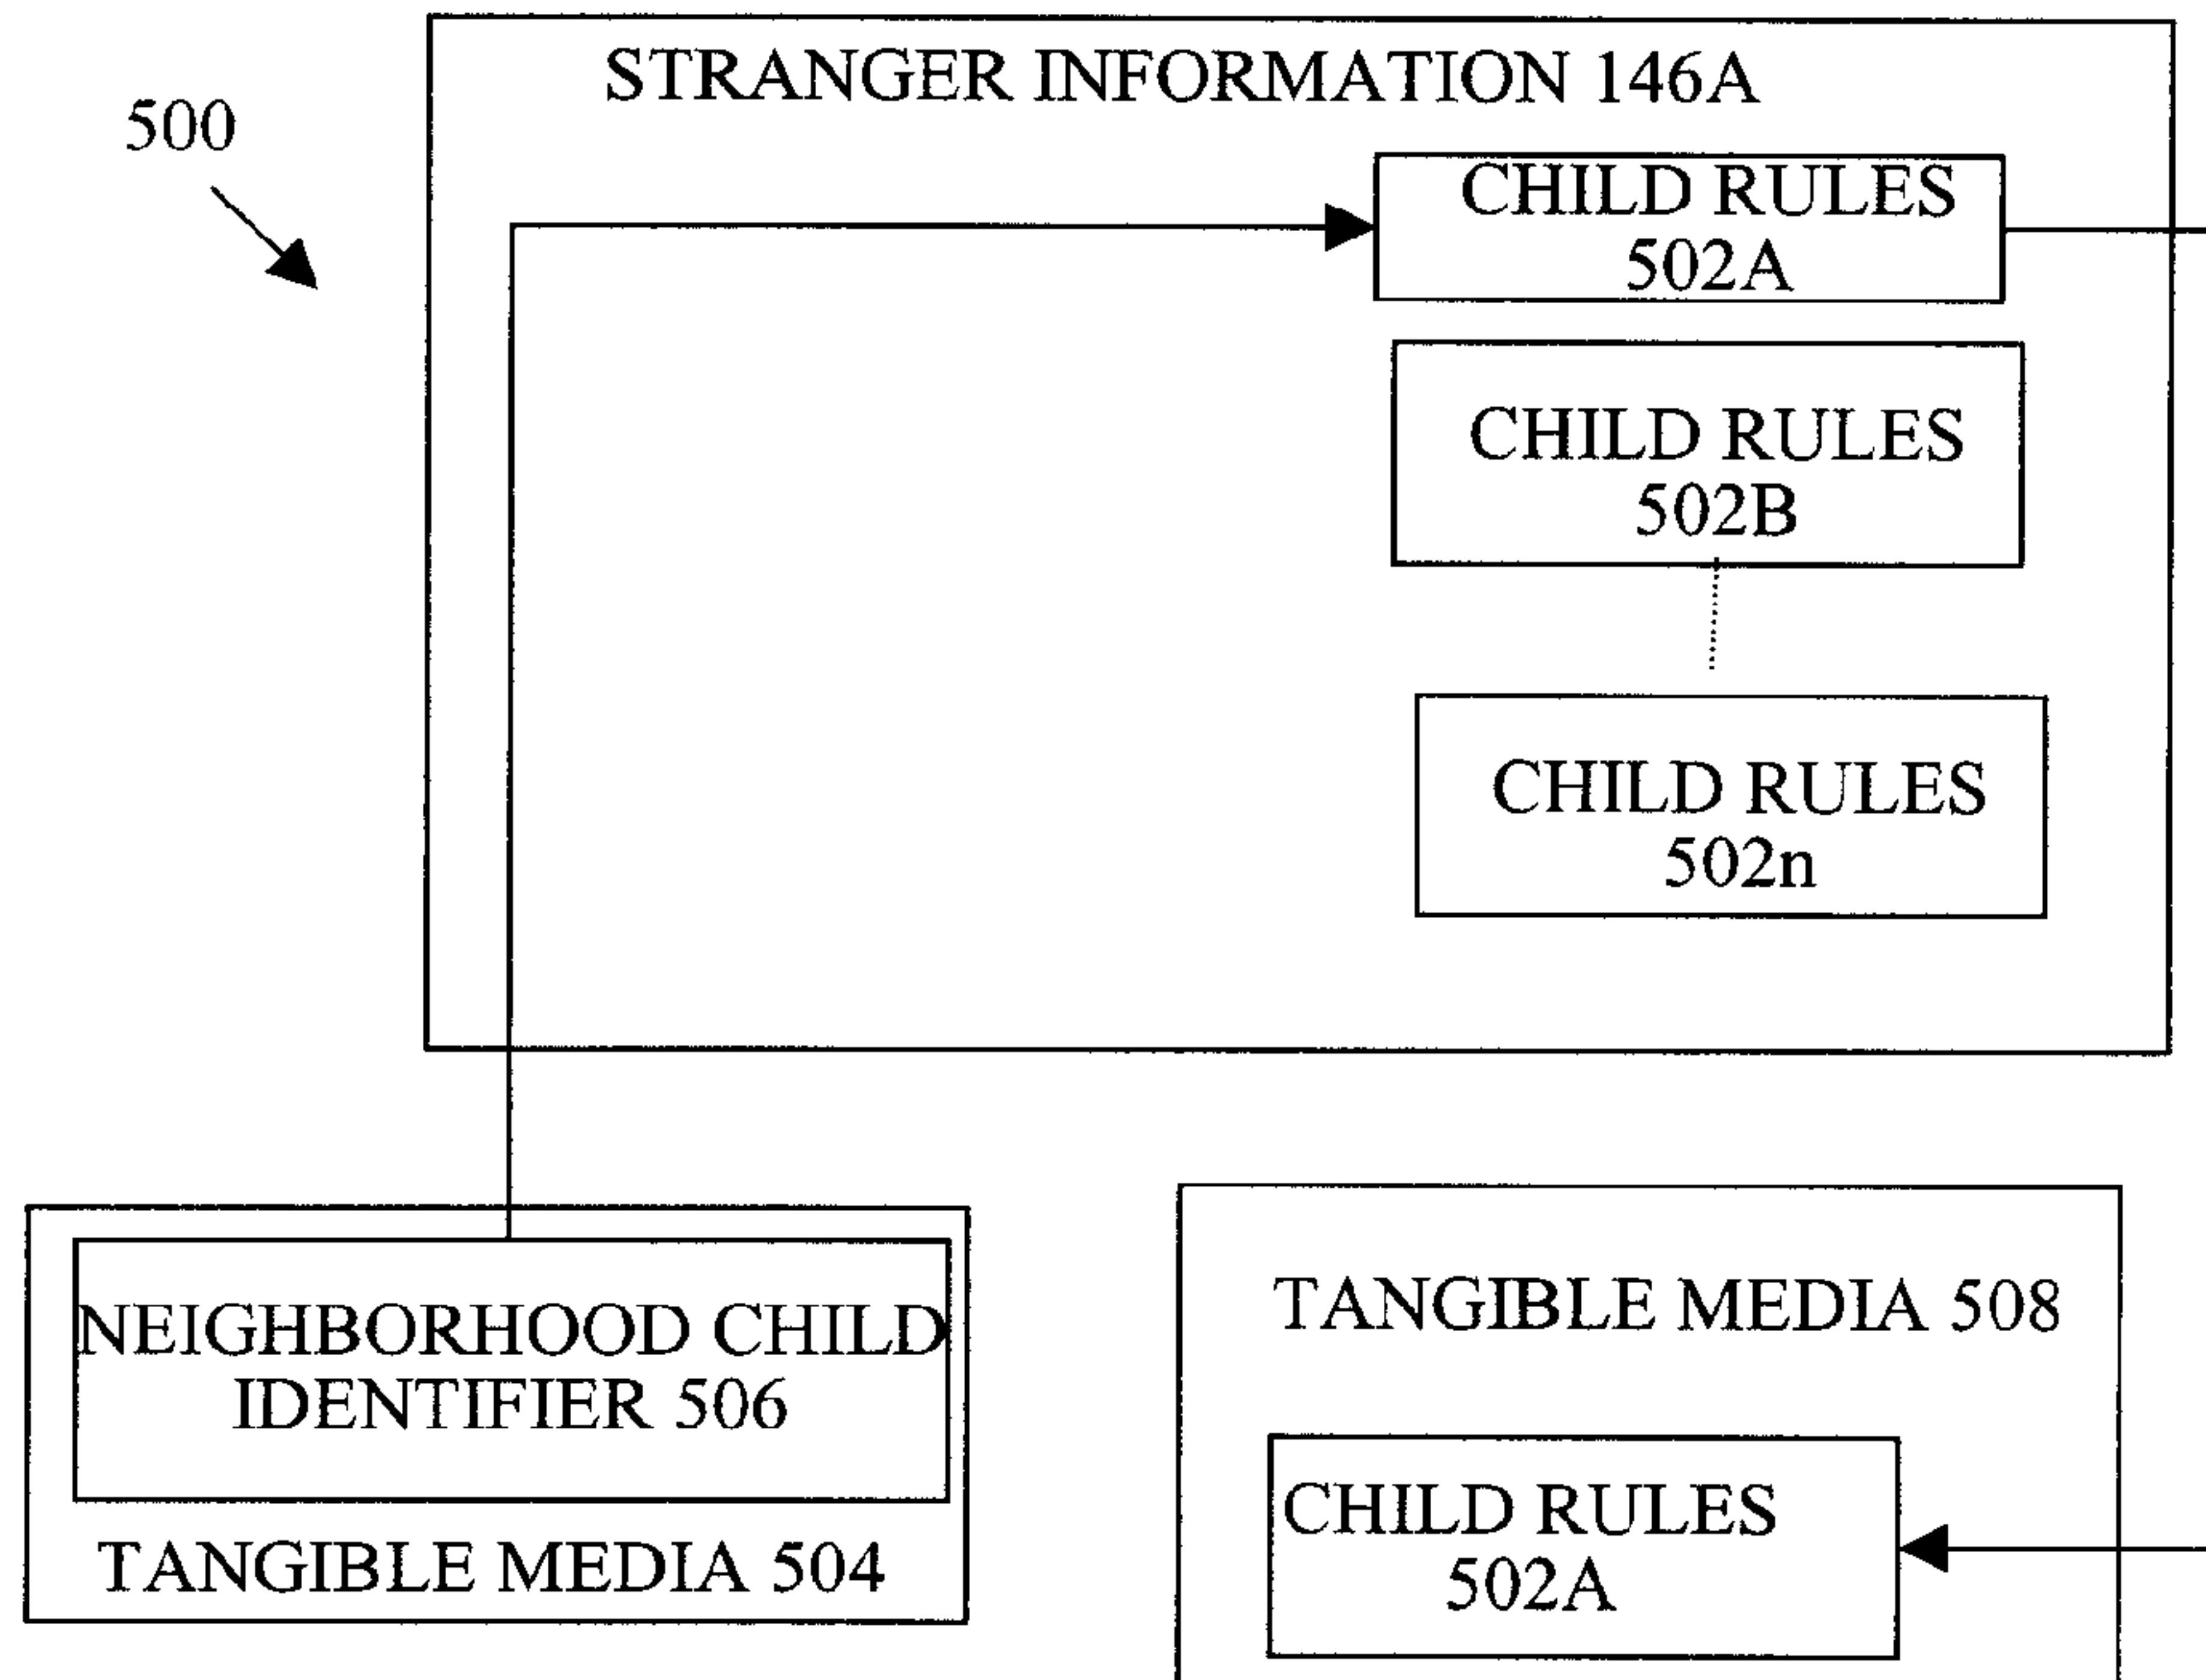 STRANGER INFORMATION 146A
500
CHILD RULES
502A
CHILD RULES
502B
CHILD RULES
502n
NEIGHBORHOOD CHILD
IDENTIFIER 506
TANGIBLE MEDIA 504
TANGIBLE MEDIA 508
CHILD RULES
502A